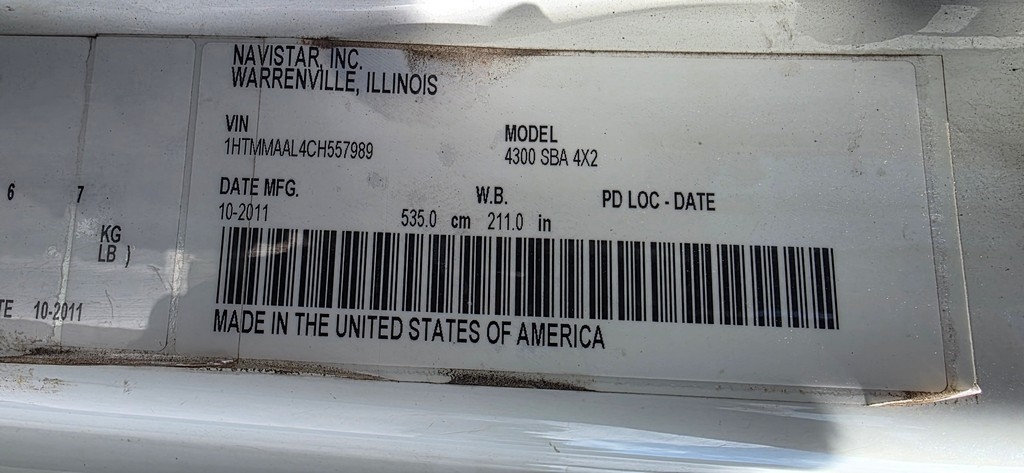 NAVISTAR, INC.
WARRENVILLE, ILLINOIS
VIN
1HTMMAAL4CH557989
MODEL
4300 SBA 4X2
DATE MFG.
10-2011
W.B.
535.0 cm 211.0 in
PD LOC - DATE
MADE IN THE UNITED STATES OF AMERICA
6 7
KG
LB )
TE 10-2011